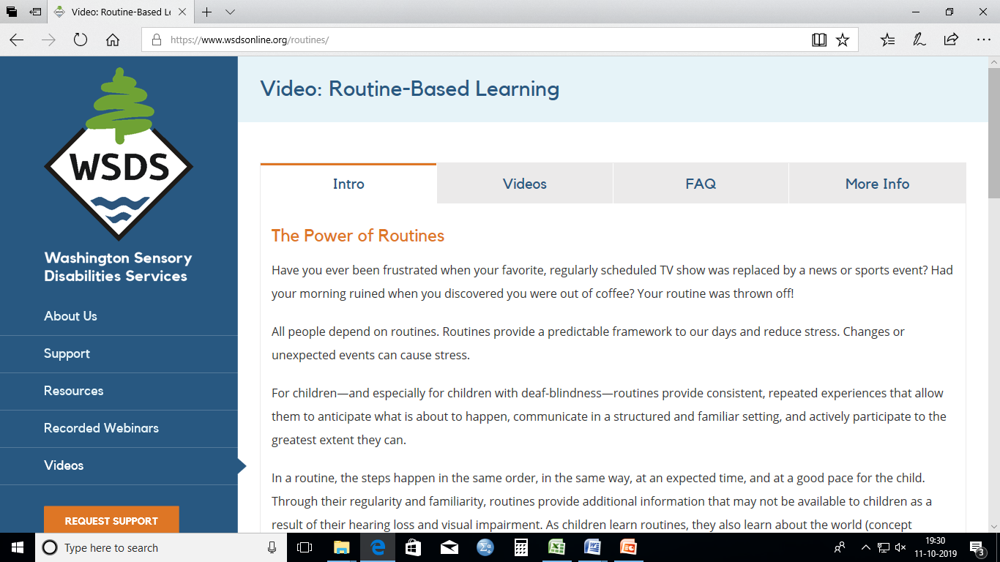 Video: Routine-Based Le
https://www.wsdsonline.org/routines/
WSDS
Washington Sensory
Disabilities Services
About Us
Support
Resources
Recorded Webinars
Videos
REQUEST SUPPORT
Video: Routine-Based Learning
Intro
Videos
FAQ
More Info
The Power of Routines
Have you ever been frustrated when your favorite, regularly scheduled TV show was replaced by a news or sports event? Had
your morning ruined when you discovered you were out of coffee? Your routine was thrown off!
All people depend on routines. Routines provide a predictable framework to our days and reduce stress. Changes or
unexpected events can cause stress.
For children—and especially for children with deaf-blindness—routines provide consistent, repeated experiences that allow
them to anticipate what is about to happen, communicate in a structured and familiar setting, and actively participate to the
greatest extent they can.
In a routine, the steps happen in the same order, in the same way, at an expected time, and at a good pace for the child.
Through their regularity and familiarity, routines provide additional information that may not be available to children as a
result of their hearing loss and visual impairment. As children learn routines, they also learn about the world (concept
Type here to search
19:30
11-10-2019
3